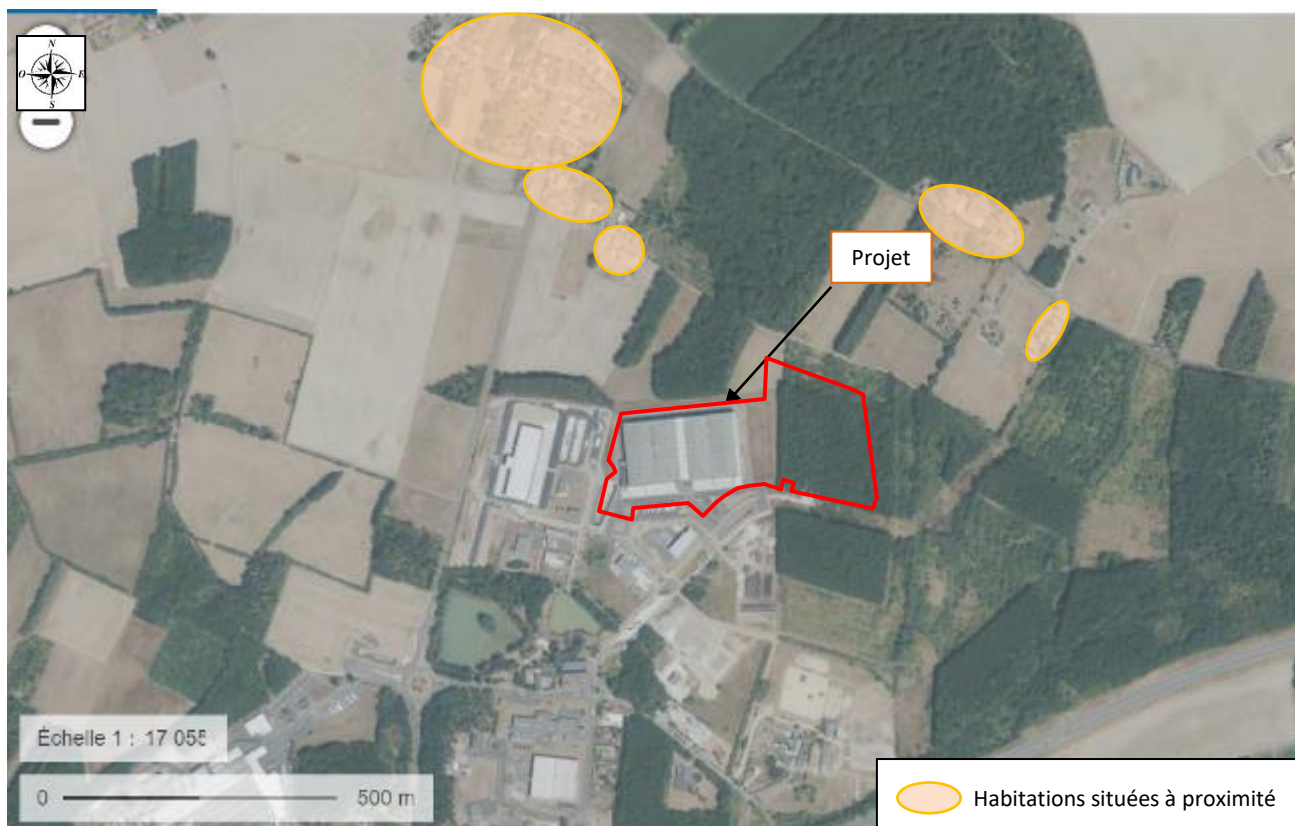 N
O E
S
Projet
Échelle 1 : 17 055
0 500 m
Habitations situées à proximité